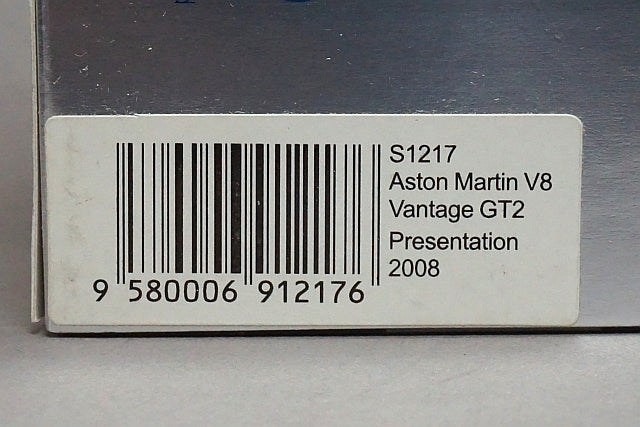 S1217
Aston Martin V8
Vantage GT2
Presentation
2008
9 580006 912176